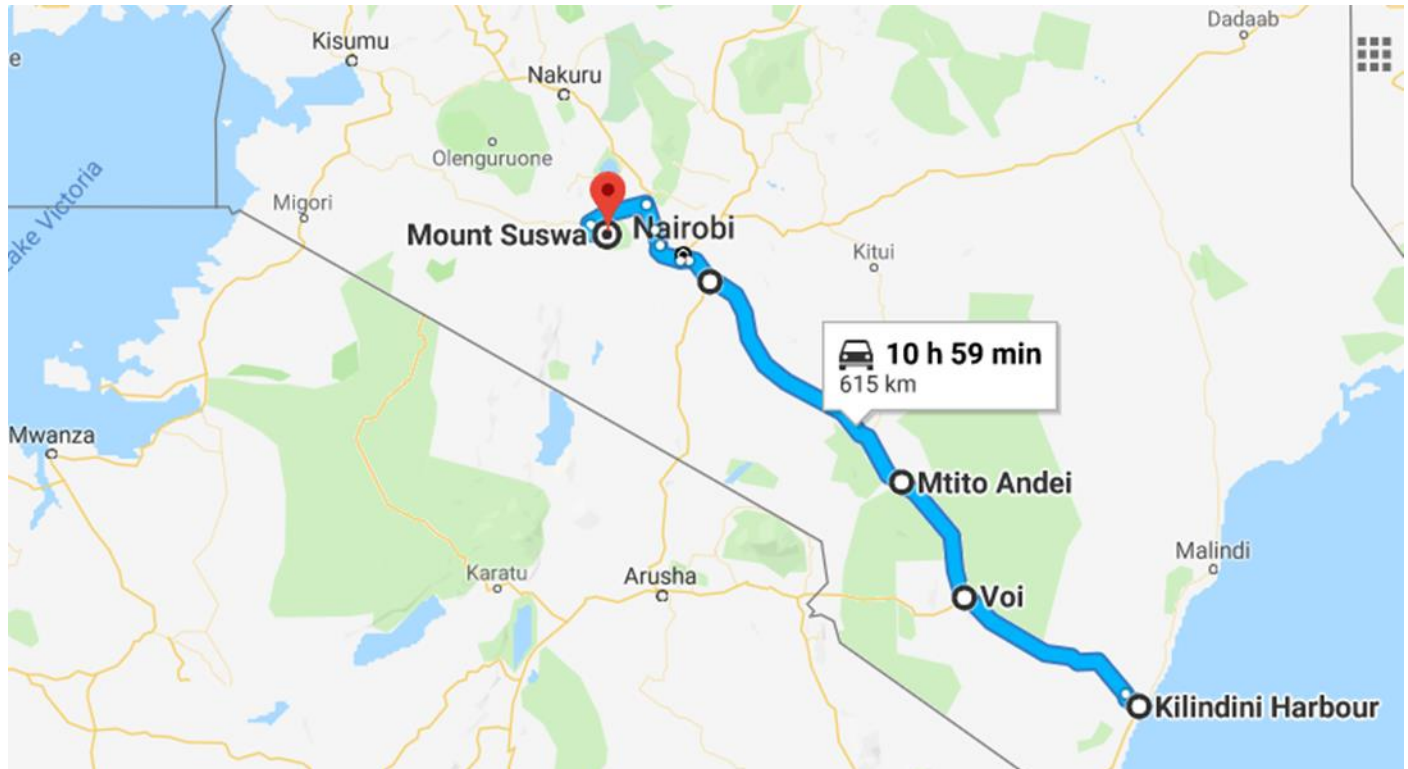 Dadaab
Kisumu
e
Nakuru
Olenguruone
Lake Victoria
Migori
Mount Suswa
Nairobi
Kitui
10 h 59 min
615 km
Mwanza
Mtito Andei
Malindi
Karatu
Arusha
Voi
Kilindini Harbour